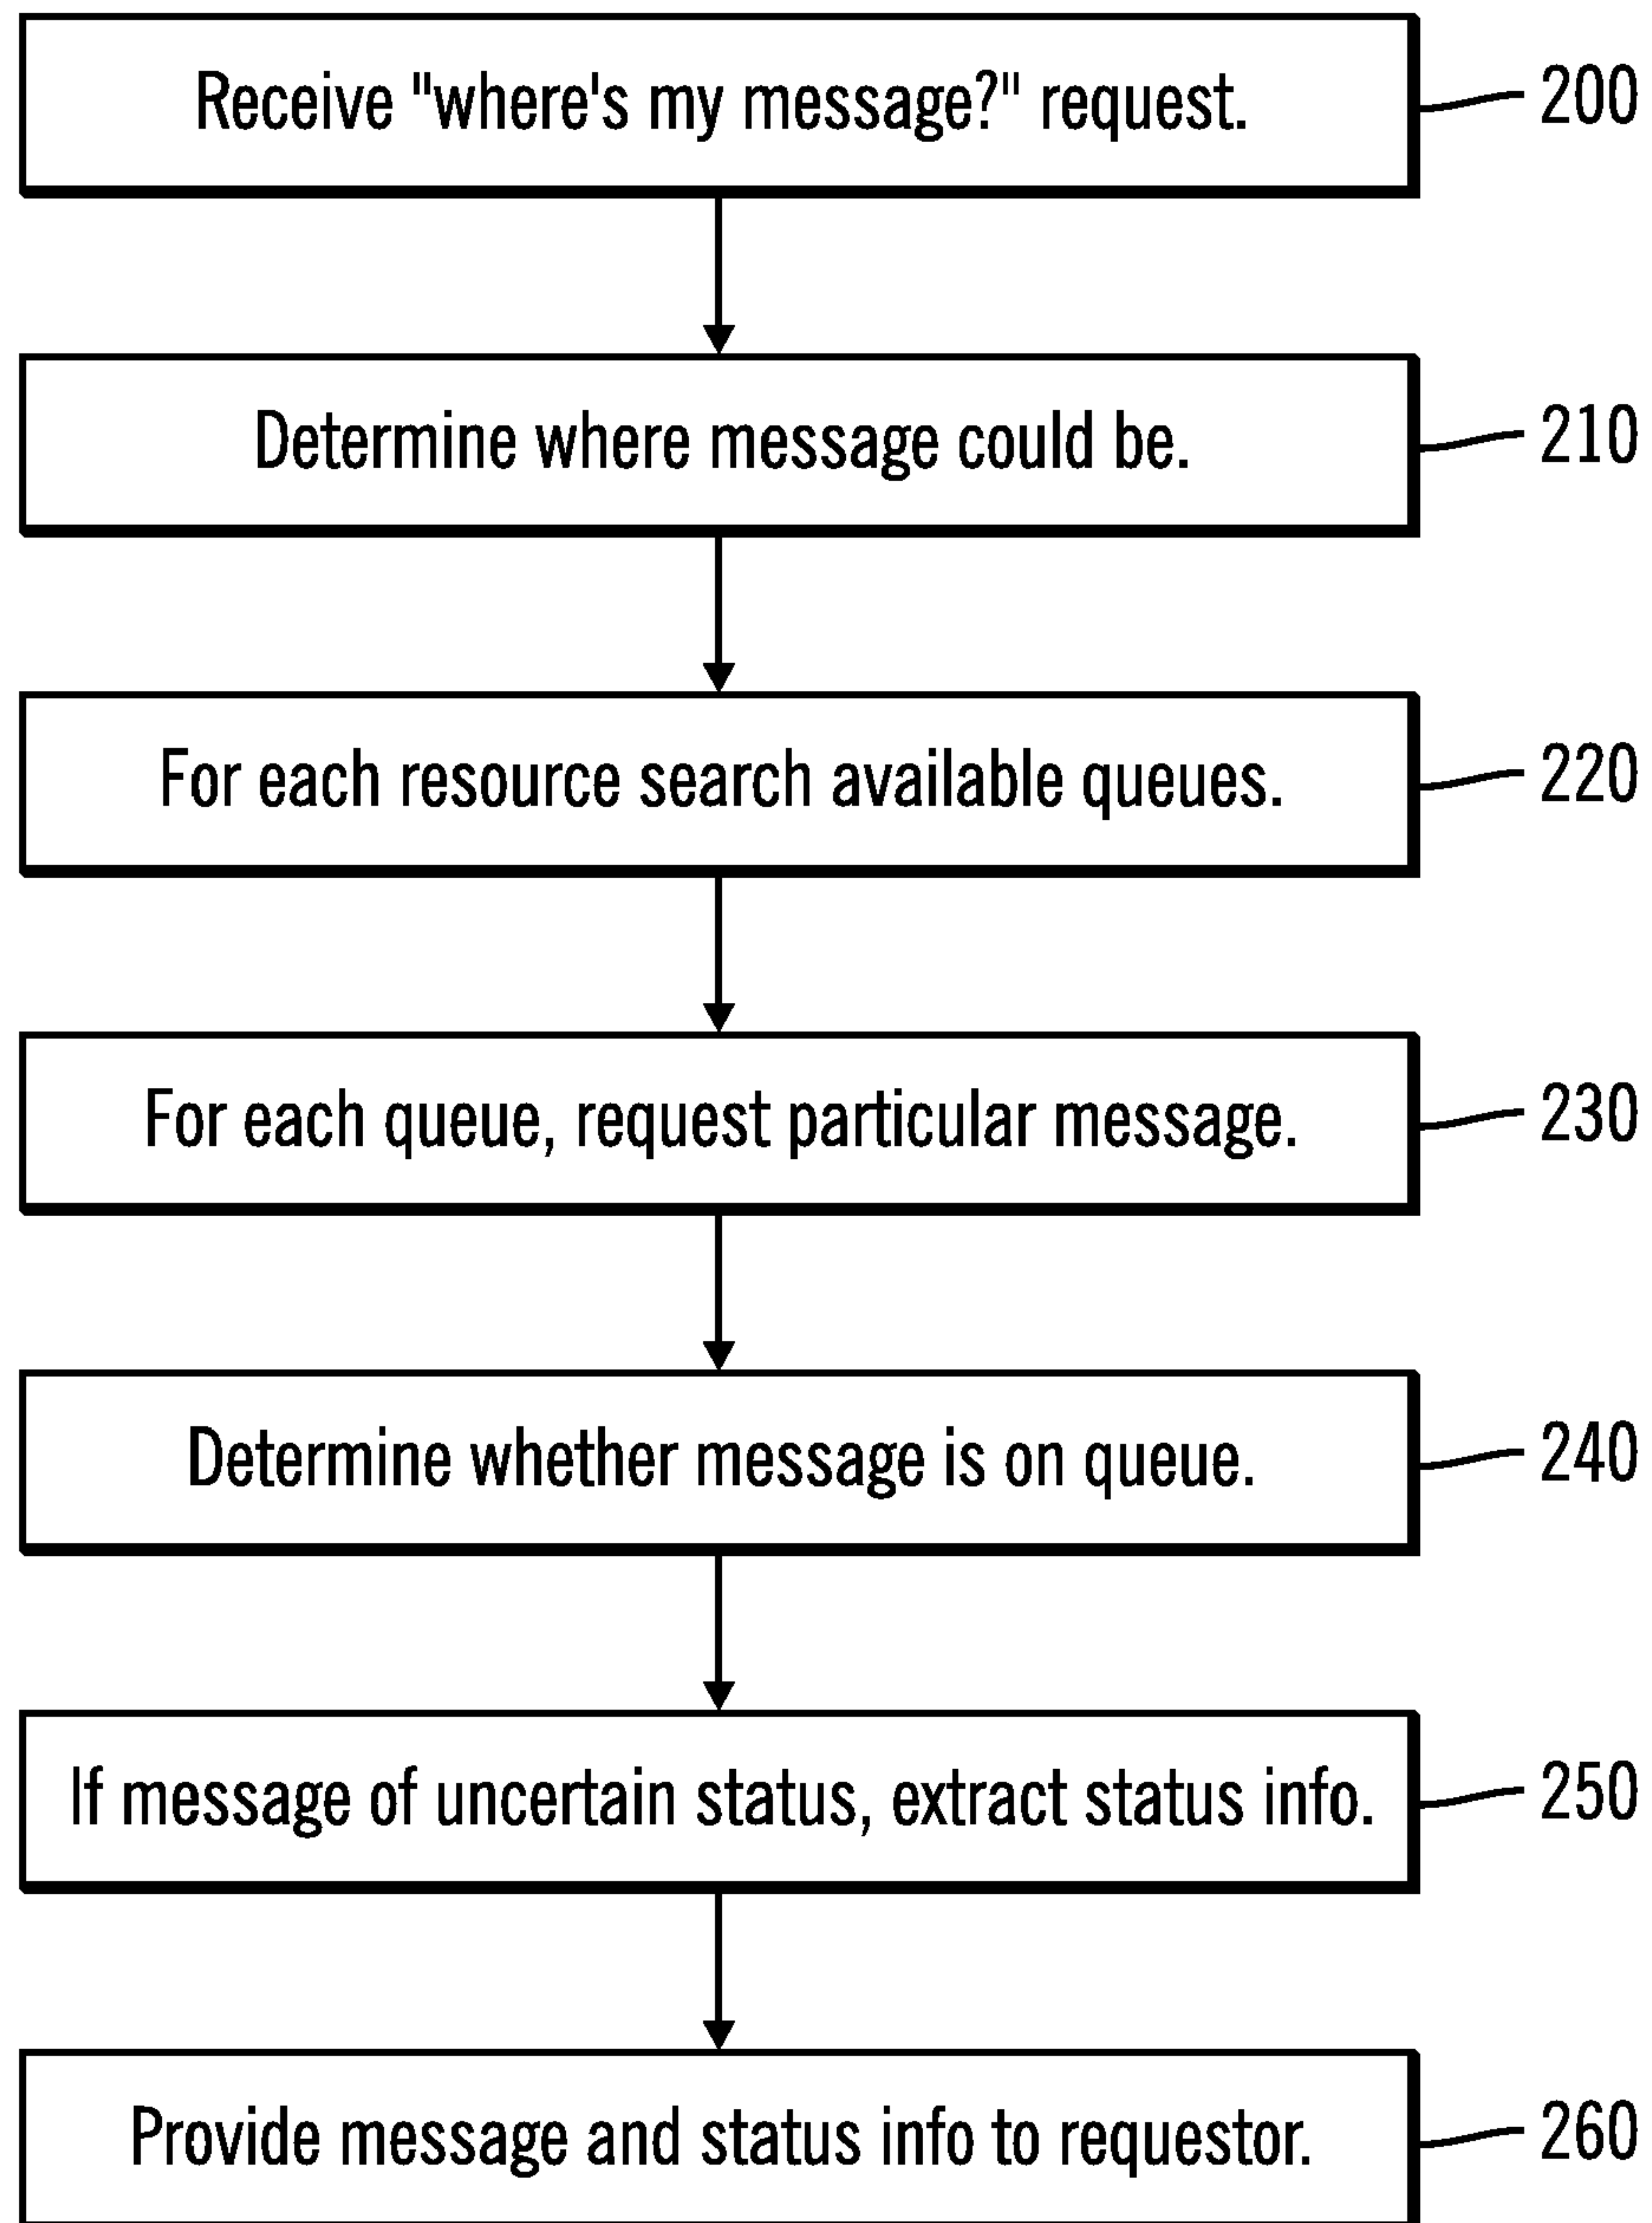 Receive "where's my message?" request. 200
Determine where message could be. 210
For each resource search available queues. 220
For each queue, request particular message. 230
Determine whether message is on queue. 240
If message of uncertain status, extract status info. 250
Provide message and status info to requestor. 260